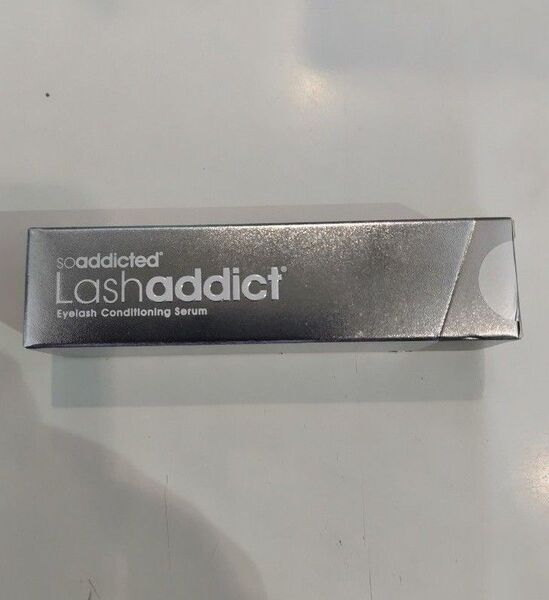 soaddicted®
Lashaddict®
Eyelash Conditioning Serum